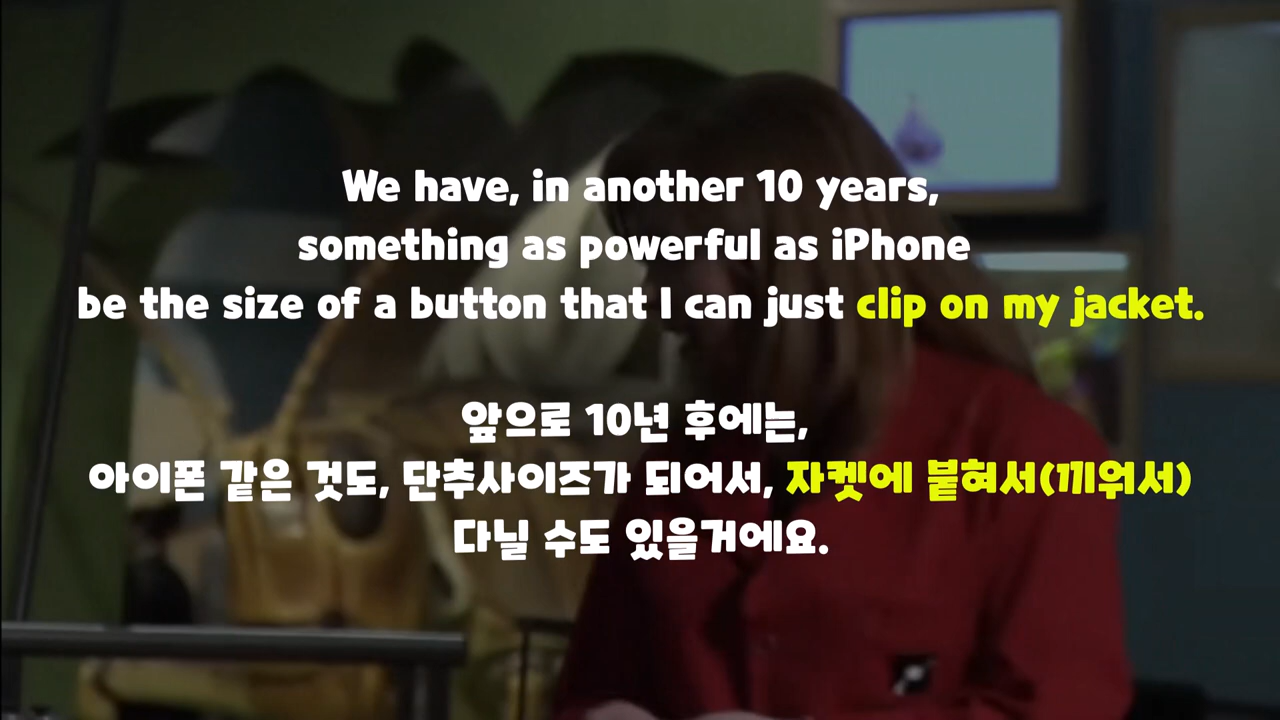 We have, in another 10 years,
something as powerful as iPhone
be the size of a button that I can just clip on my jacket.
앞으로 10년 후에는,
아이폰 같은 것도, 단추사이즈가 되어서, 자켓에 붙혀서(끼워서)
다닐 수도 있을거에요.